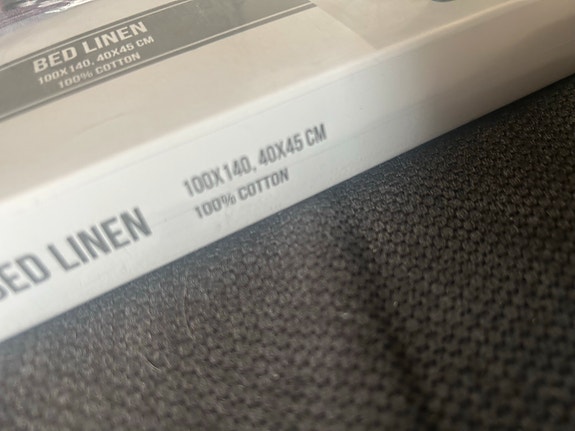 BED LINEN
100X140, 40X45 CM
100% COTTON
BED LINEN
100X140, 40X45 CM
100% COTTON